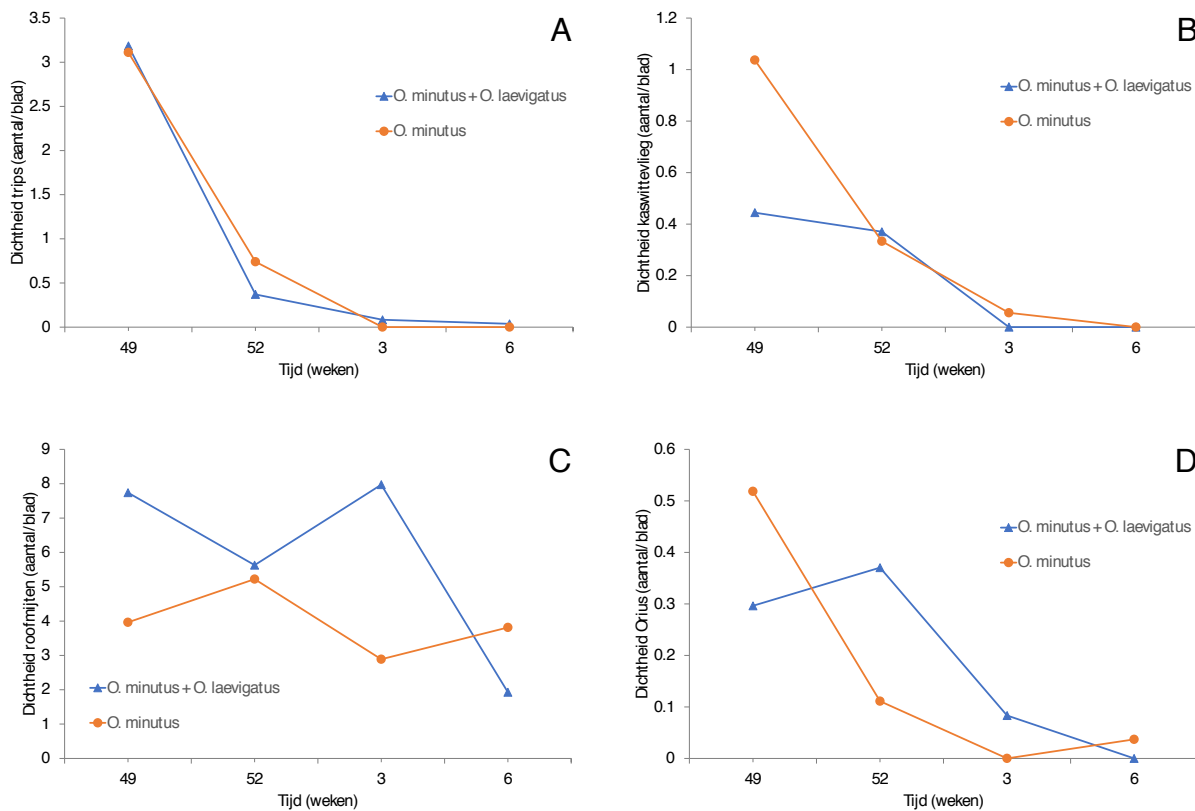 A
Dichtheid trips (aantal/blad)
3.5
3
2.5
2
1.5
1
0.5
0
O. minutus + O. laevigatus
O. minutus
49 52 3 6
Tijd (weken)
B
Dichtheid kaswittevlieg (aantal/blad)
1.2
1
0.8
0.6
0.4
0.2
0
O. minutus + O. laevigatus
O. minutus
49 52 3 6
Tijd (weken)
C
Dichtheid roofmijten (aantal/blad)
9
8
7
6
5
4
3
2
1
0
O. minutus + O. laevigatus
O. minutus
49 52 3 6
Tijd (weken)
D
Dichtheid Orius (aantal/blad)
0.6
0.5
0.4
0.3
0.2
0.1
0
O. minutus + O. laevigatus
O. minutus
49 52 3 6
Tijd (weken)